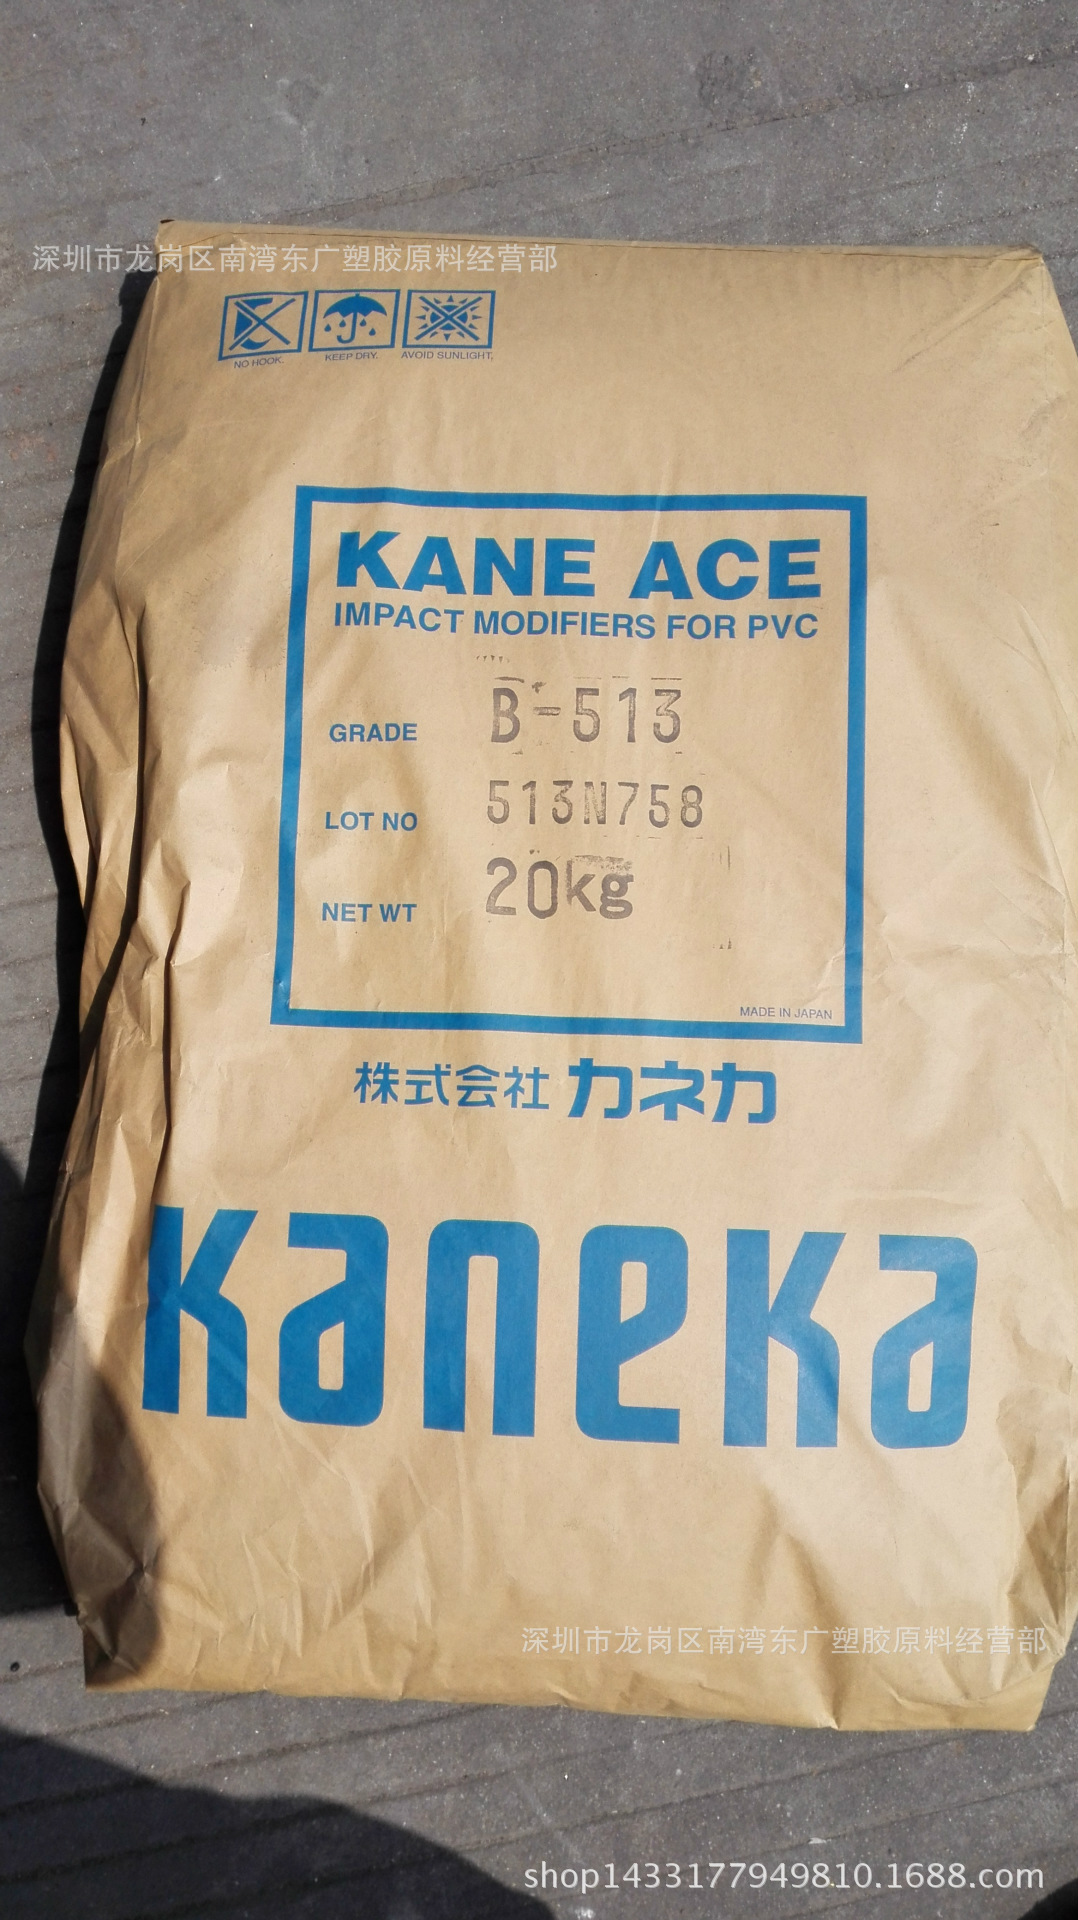 深圳市龙岗区南湾东广塑胶原料经营部
NO HOOK. KEEP DRY. AVOID SUNLIGHT,
KANE ACE
IMPACT MODIFIERS FOR PVC
GRADE B-513
LOT NO 513N758
NET WT 20kg
MADE IN JAPAN
株式会社 カネカ
kaneka
深圳市龙岗区南湾东广塑胶原料经营部
shop1433177949810.1688.com